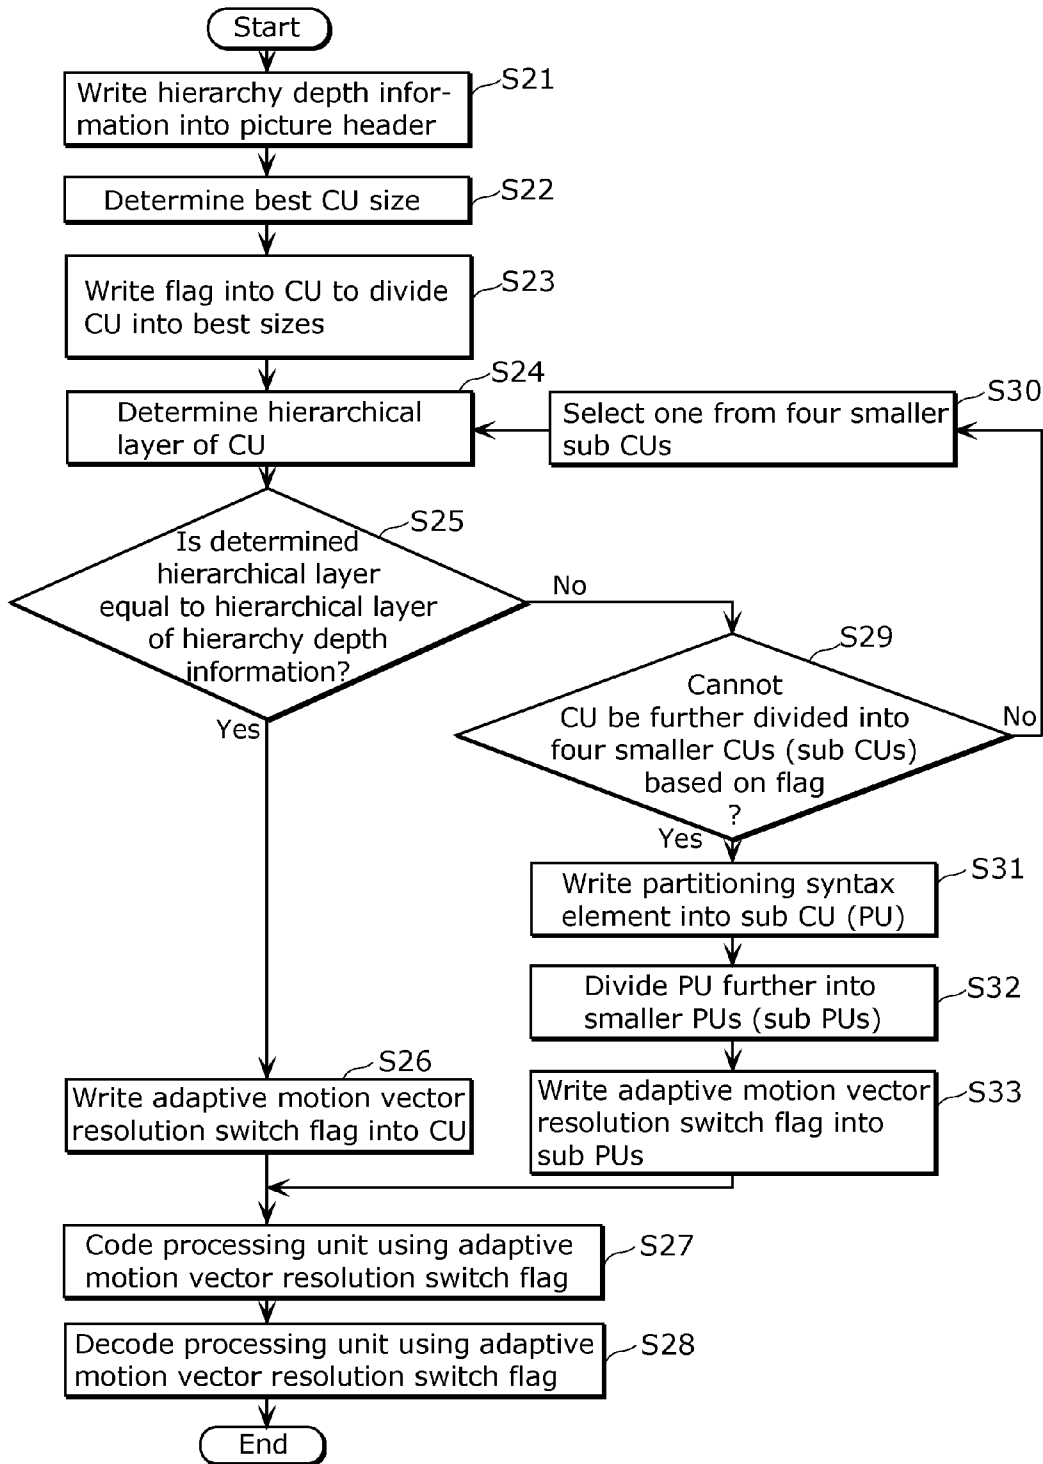 Start
S21
Write hierarchy depth infor-
mation into picture header
S22
Determine best CU size
S23
Write flag into CU to divide
CU into best sizes
S24
Determine hierarchical
layer of CU
S30
Select one from four smaller
sub CUs
S25
Is determined
hierarchical layer
equal to hierarchical layer
of hierarchy depth
information?
No
Yes
S29
Cannot
CU be further divided into
four smaller CUs (sub CUs)
based on flag
?
No
Yes
S31
Write partitioning syntax
element into sub CU (PU)
S32
Divide PU further into
smaller PUs (sub PUs)
S26
Write adaptive motion vector
resolution switch flag into CU
S33
Write adaptive motion vector
resolution switch flag into
sub PUs
S27
Code processing unit using adaptive
motion vector resolution switch flag
S28
Decode processing unit using adaptive
motion vector resolution switch flag
End